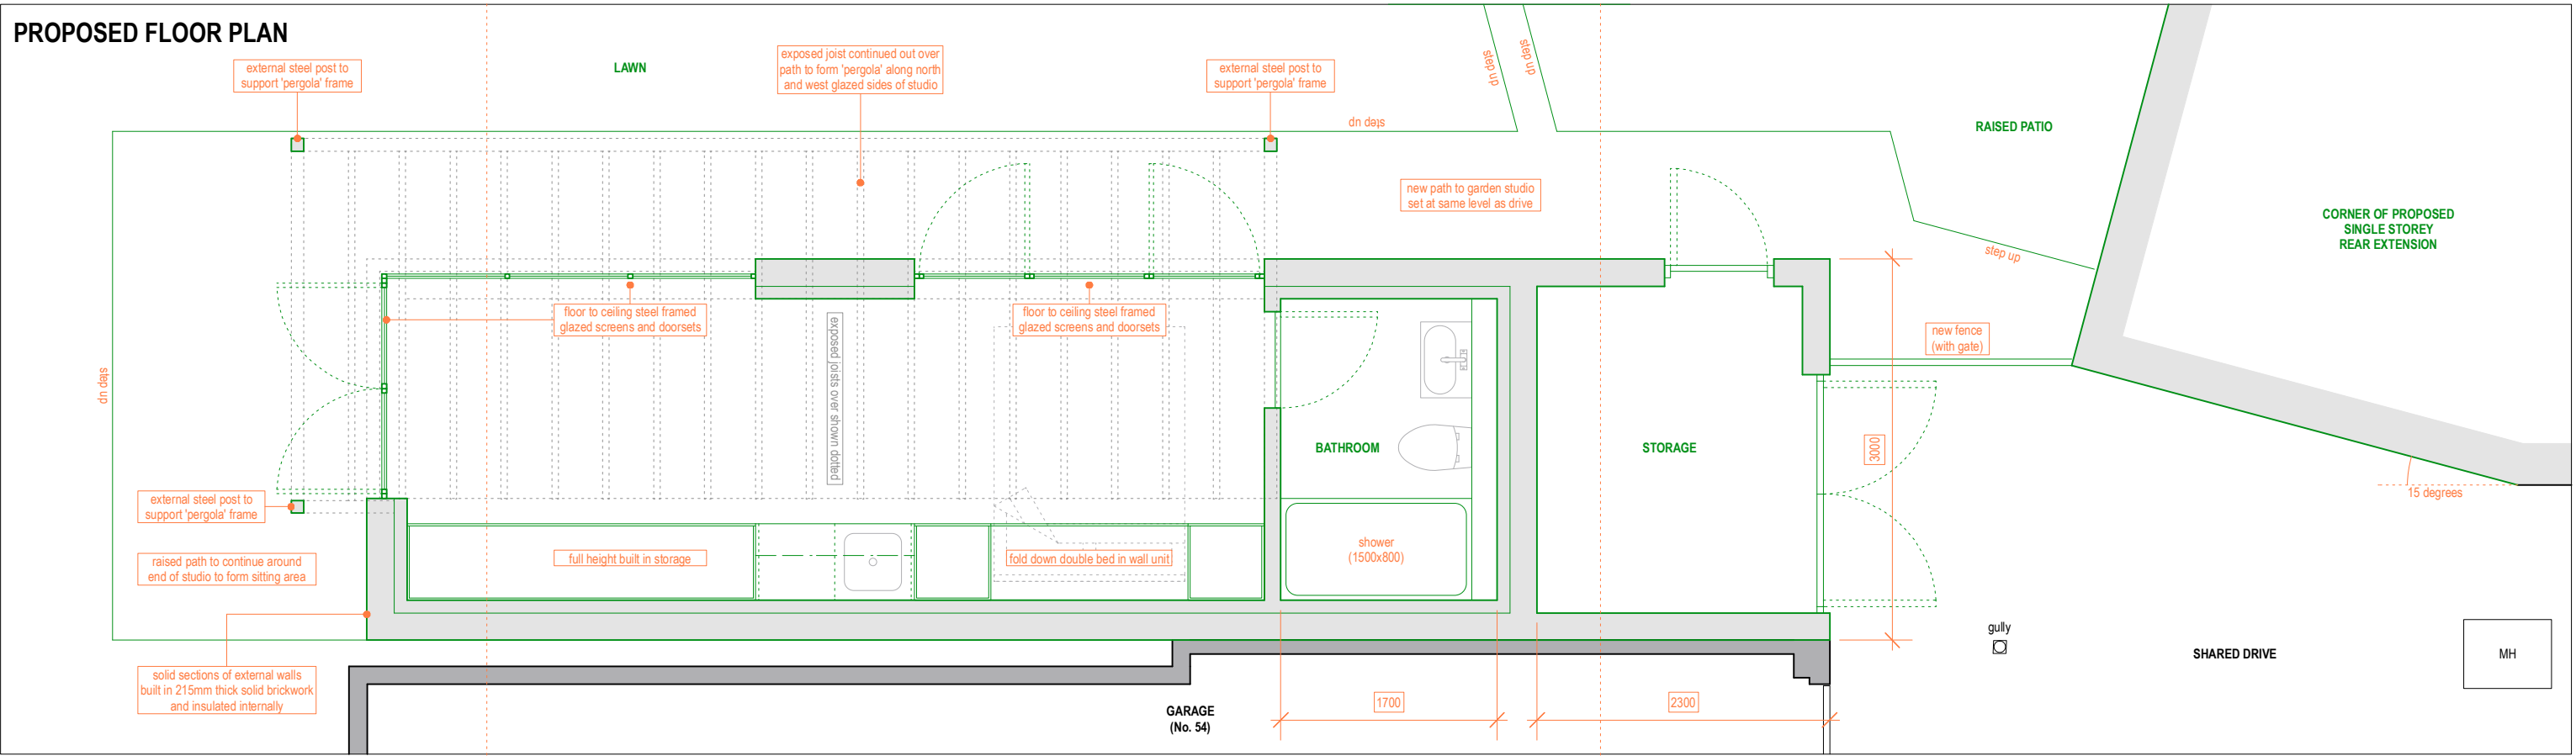 PROPOSED FLOOR PLAN
external steel post to
support 'pergola' frame
LAWN
exposed joist continued out over
path to form 'pergola' along north
and west glazed sides of studio
external steel post to
support 'pergola' frame
step up
step up
step up
RAISED PATIO
new path to garden studio
set at same level as drive
CORNER OF PROPOSED
SINGLE STOREY
REAR EXTENSION
step up
floor to ceiling steel framed
glazed screens and doorsets
floor to ceiling steel framed
glazed screens and doorsets
new fence
(with gate)
step up
exposed joists over shown dotted
BATHROOM
STORAGE
3000
15 degrees
external steel post to
support 'pergola' frame
raised path to continue around
end of studio to form sitting area
full height built in storage
fold down double bed in wall unit
shower
(1500x800)
gully
SHARED DRIVE
MH
solid sections of external walls
built in 215mm thick solid brickwork
and insulated internally
GARAGE
(No. 54)
1700
2300